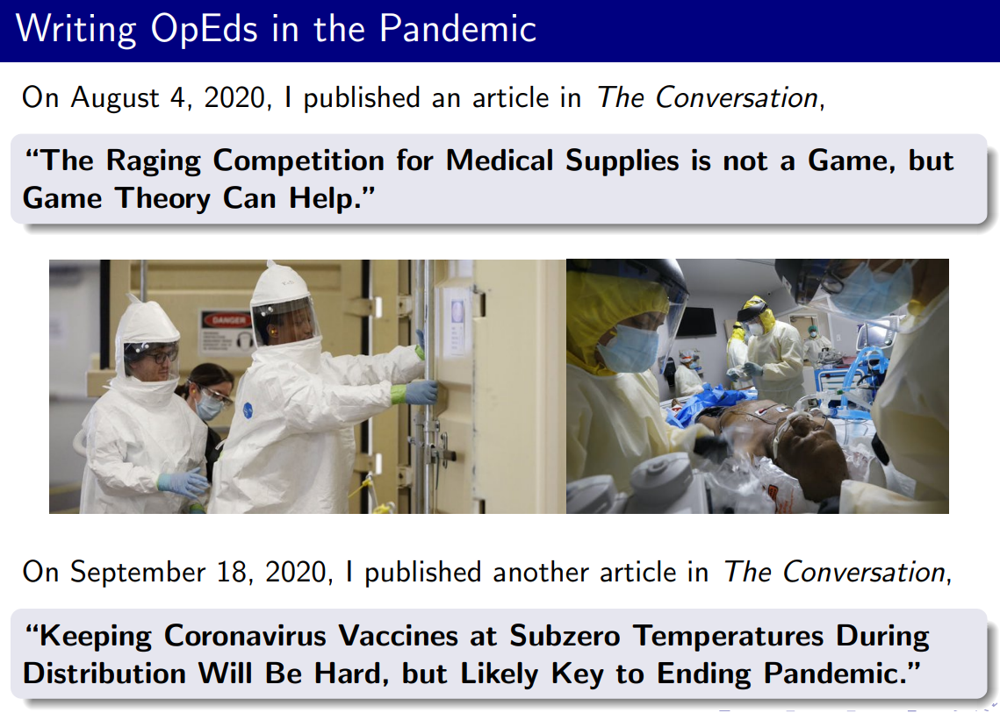 Writing OpEds in the Pandemic
On August 4, 2020, I published an article in The Conversation,
“The Raging Competition for Medical Supplies is not a Game, but
Game Theory Can Help.”
DANGER
On September 18, 2020, I published another article in The Conversation,
“Keeping Coronavirus Vaccines at Subzero Temperatures During
Distribution Will Be Hard, but Likely Key to Ending Pandemic.”